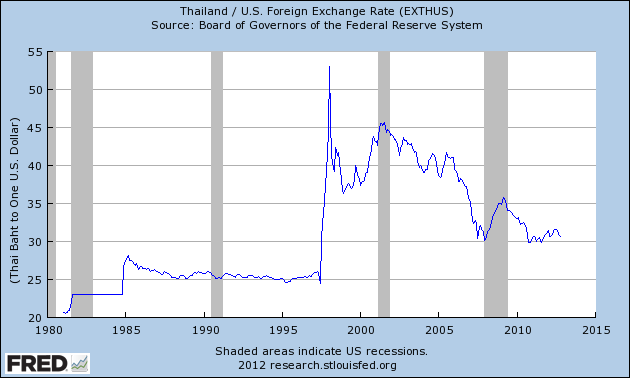 Thailand / U.S. Foreign Exchange Rate (EXTHUS)
Source: Board of Governors of the Federal Reserve System
(Thai Baht to One U.S. Dollar)
55
50
45
40
35
30
25
20
1980 1985 1990 1995 2000 2005 2010 2015
Shaded areas indicate US recessions.
2012 research.stlouisfed.org
FRED